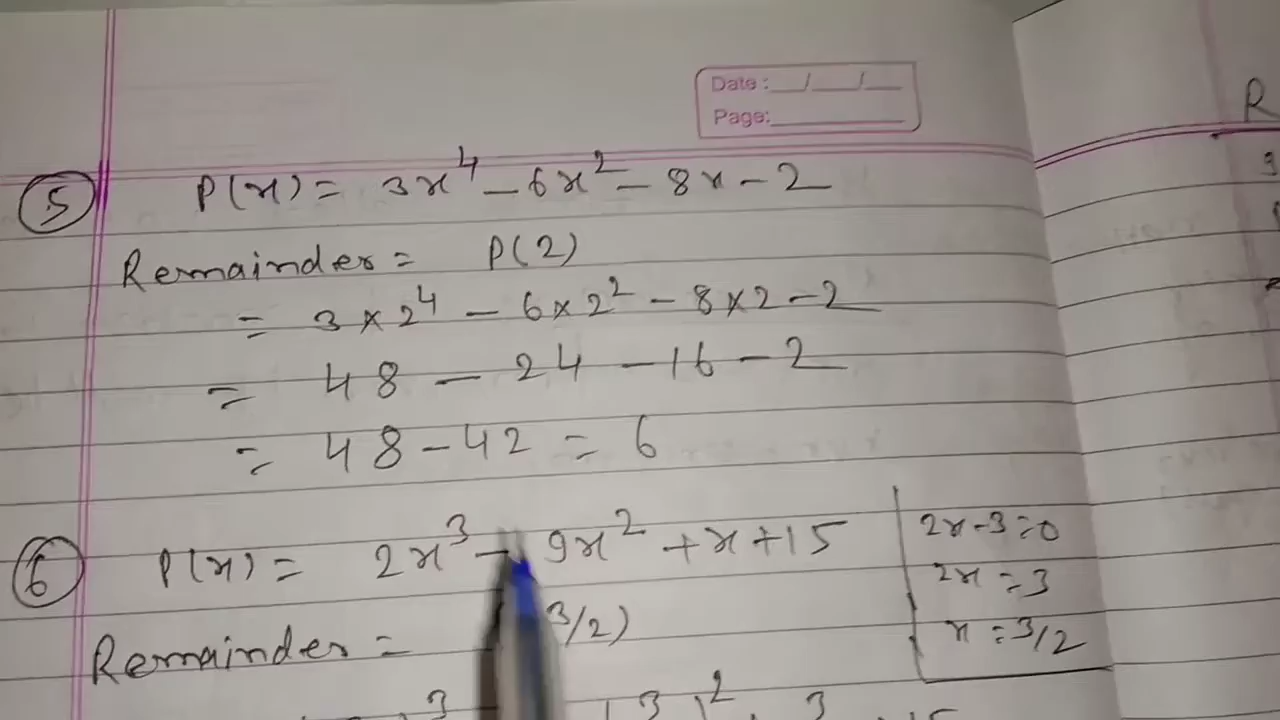 Date : __/__/__
Page: ________
R
⑤ P(x) = 3x⁴ - 6x² - 8x - 2
Remainder = P(2)
= 3 × 2⁴ - 6 × 2² - 8 × 2 - 2
= 48 - 24 - 16 - 2
= 48 - 42 = 6
⑥ P(x) = 2x³ - 9x² + x + 15
2x - 3 = 0
2x = 3
x = 3/2
Remainder = 3/2)